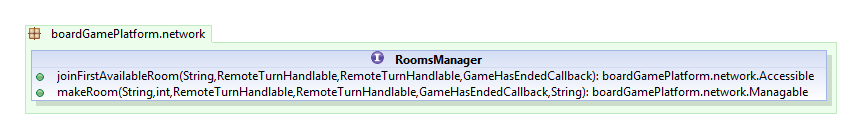 boardGamePlatform.network
RoomsManager
joinFirstAvailableRoom(String,RemoteTurnHandlable,RemoteTurnHandlable,GameHasEndedCallback): boardGamePlatform.network.Accessible
makeRoom(String,int,RemoteTurnHandlable,RemoteTurnHandlable,GameHasEndedCallback,String): boardGamePlatform.network.Managable